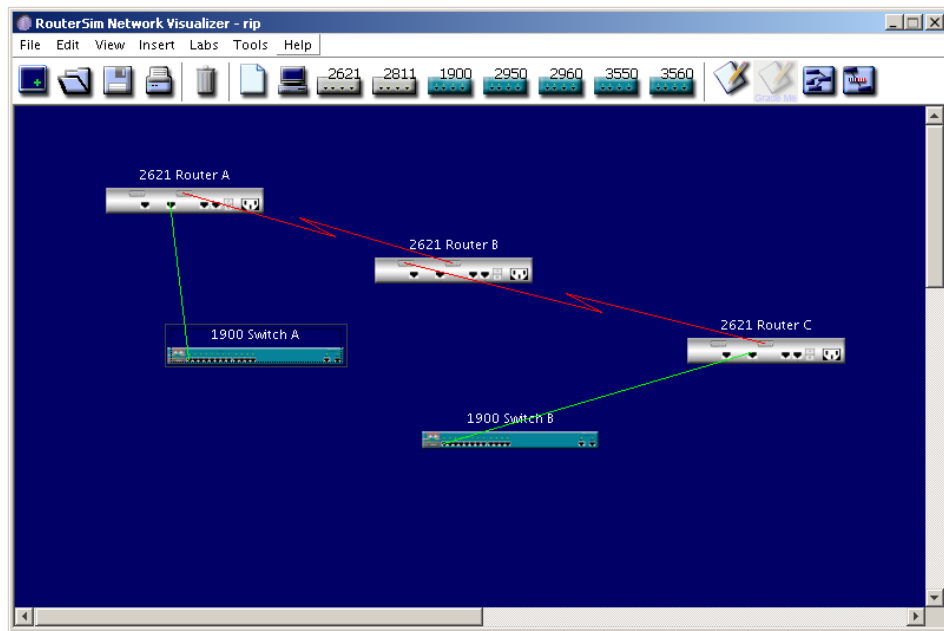 RouterSim Network Visualizer - rip
File Edit View Insert Labs Tools Help
2621 2811 1900 2950 2960 3550 3560
Grade Me
2621 Router A
2621 Router B
2621 Router C
1900 Switch A
1900 Switch B